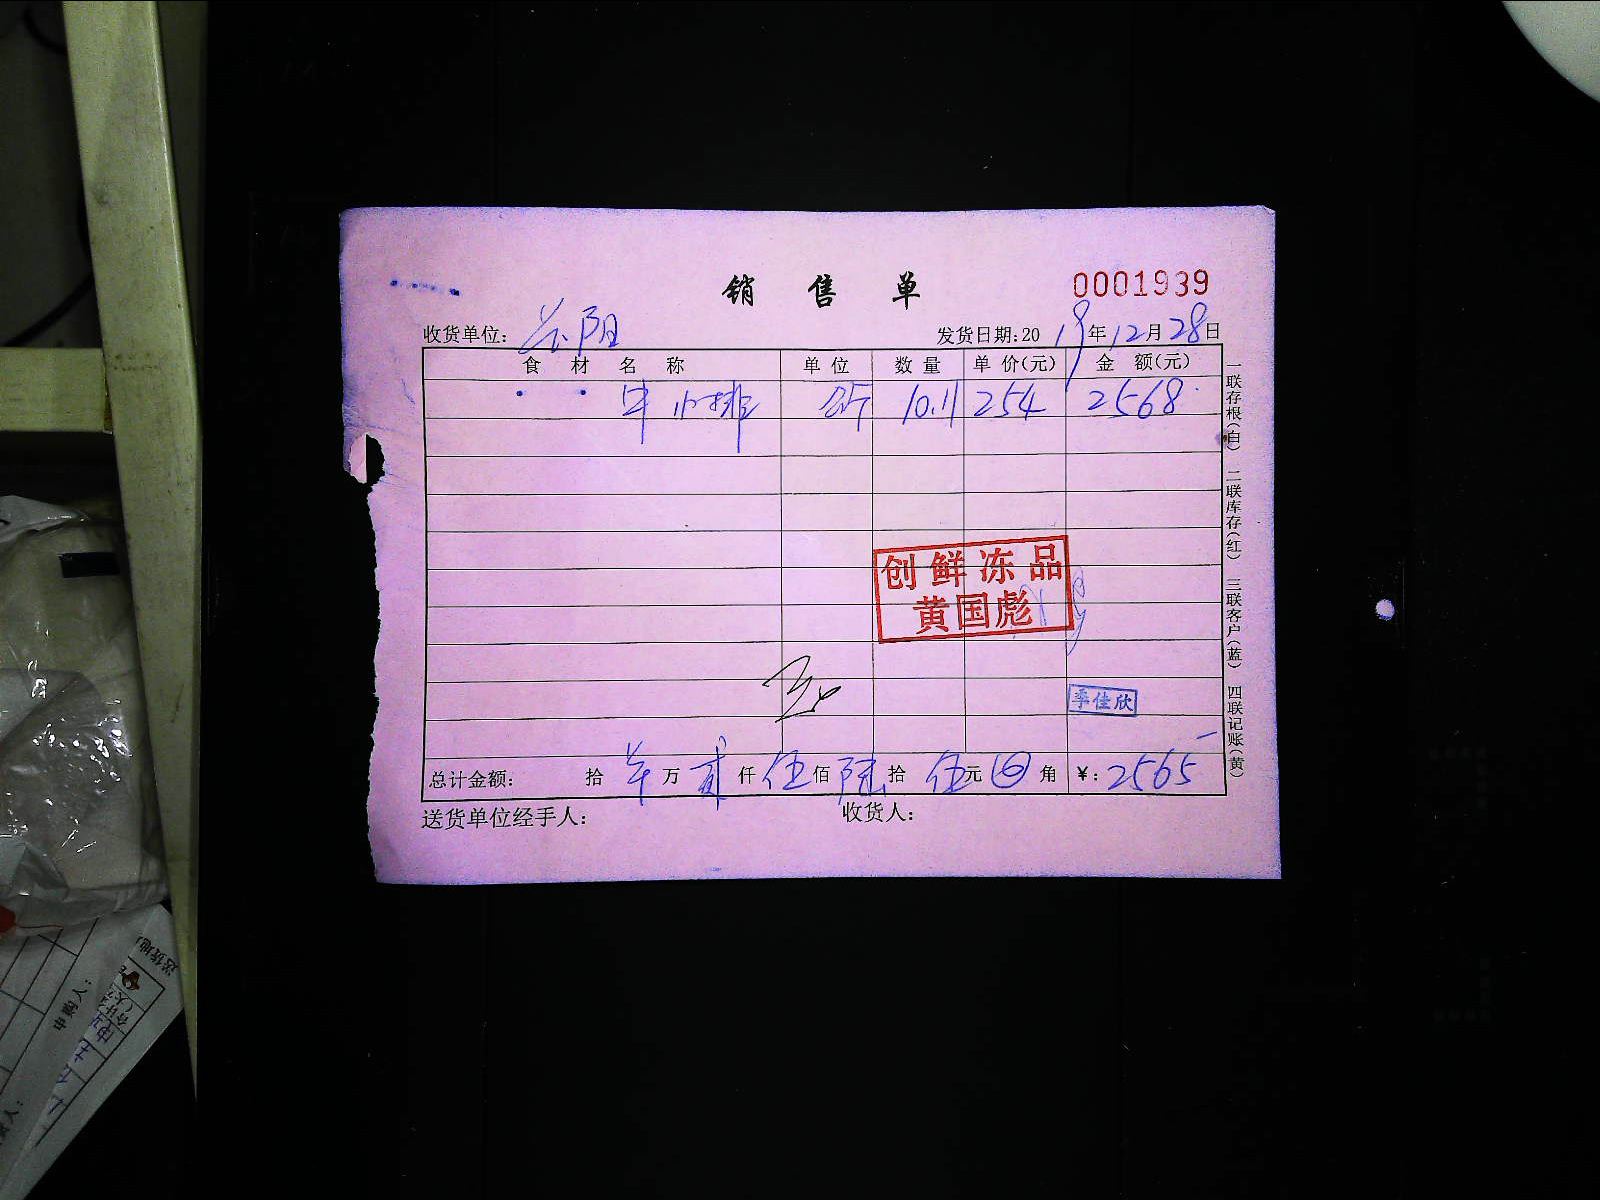 销售单 0001939
收货单位: 发货日期:2019年12月28日
食材名称 单位 数量 单价(元) 金额(元)
牛小排 斤 10.11 254 2568
创鲜冻品
黄国彪
季佳欣
总计金额: 拾 万 贰仟伍佰陆拾伍元 角 ¥:2565
送货单位经手人: 收货人:
一联存根(白) 二联库存(红) 三联客户(蓝) 四联记账(黄)
申购人: